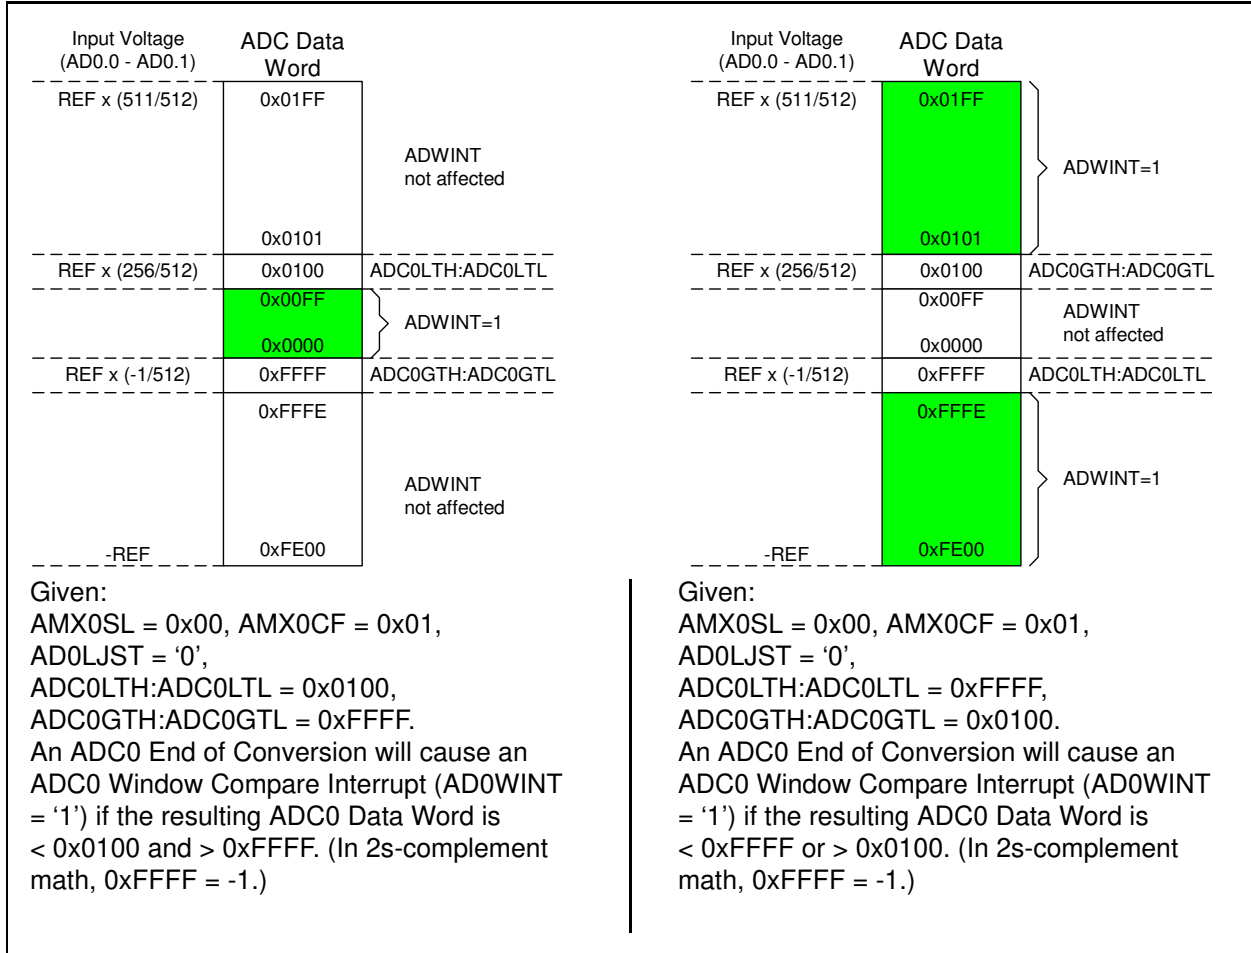 Input Voltage
(AD0.0 - AD0.1)
ADC Data
Word
REF x (511/512)
0x01FF
ADWINT
not affected
0x0101
REF x (256/512)
0x0100
ADC0LTH:ADC0LTL
0x00FF
ADWINT=1
0x0000
REF x (-1/512)
0xFFFF
ADC0GTH:ADC0GTL
0xFFFE
ADWINT
not affected
-REF
0xFE00
Given:
AMX0SL = 0x00, AMX0CF = 0x01,
AD0LJST = ‘0’,
ADC0LTH:ADC0LTL = 0x0100,
ADC0GTH:ADC0GTL = 0xFFFF.
An ADC0 End of Conversion will cause an
ADC0 Window Compare Interrupt (AD0WINT
= ‘1’) if the resulting ADC0 Data Word is
< 0x0100 and > 0xFFFF. (In 2s-complement
math, 0xFFFF = -1.)
Input Voltage
(AD0.0 - AD0.1)
ADC Data
Word
REF x (511/512)
0x01FF
ADWINT=1
0x0101
REF x (256/512)
0x0100
ADC0GTH:ADC0GTL
0x00FF
ADWINT
not affected
0x0000
REF x (-1/512)
0xFFFF
ADC0LTH:ADC0LTL
0xFFFE
ADWINT=1
-REF
0xFE00
Given:
AMX0SL = 0x00, AMX0CF = 0x01,
AD0LJST = ‘0’,
ADC0LTH:ADC0LTL = 0xFFFF,
ADC0GTH:ADC0GTL = 0x0100.
An ADC0 End of Conversion will cause an
ADC0 Window Compare Interrupt (AD0WINT
= ‘1’) if the resulting ADC0 Data Word is
< 0xFFFF or > 0x0100. (In 2s-complement
math, 0xFFFF = -1.)